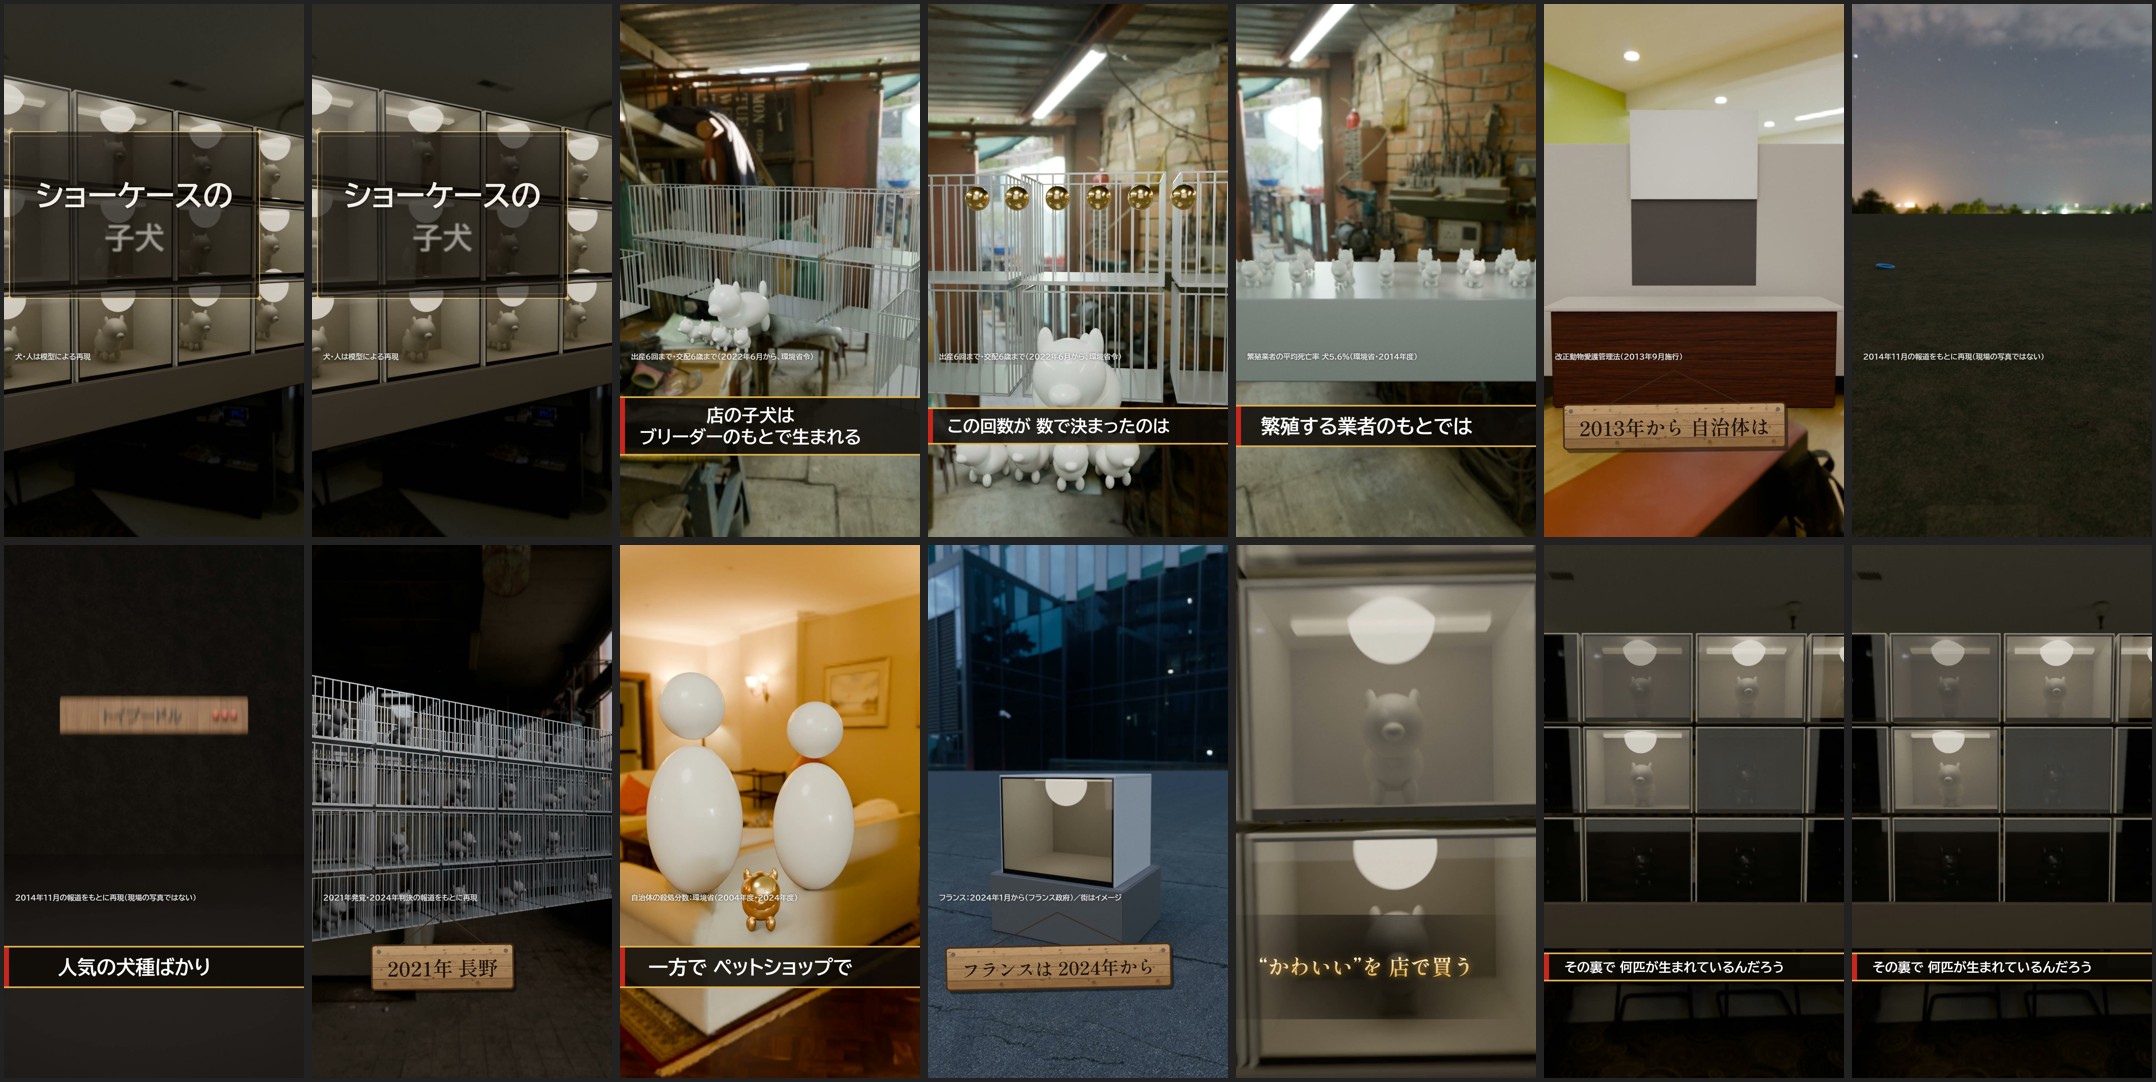 ショーケースの
子犬
犬・人は模型による再現
ショーケースの
子犬
犬・人は模型による再現
出産6回まで・交配6歳まで(2022年6月から、環境省令)
店の子犬は
ブリーダーのもとで生まれる
出産6回まで・交配6歳まで(2022年6月から、環境省令)
この回数が 数で決まったのは
繁殖業者の平均死亡率 犬5.6%(環境省・2014年度)
繁殖する業者のもとでは
改正動物愛護管理法(2013年9月施行)
2013年から 自治体は
2014年11月の報道をもとに再現(現場の写真ではない)
トイプードル
2014年11月の報道をもとに再現(現場の写真ではない)
人気の犬種ばかり
2021年発覚・2024年判決の報道をもとに再現
2021年 長野
自治体の殺処分数:環境省(2004年度・2024年度)
一方で ペットショップで
フランス:2024年1月から(フランス政府)／街はイメージ
フランスは 2024年から
“かわいい”を 店で買う
その裏で 何匹が生まれているんだろう
その裏で 何匹が生まれているんだろう